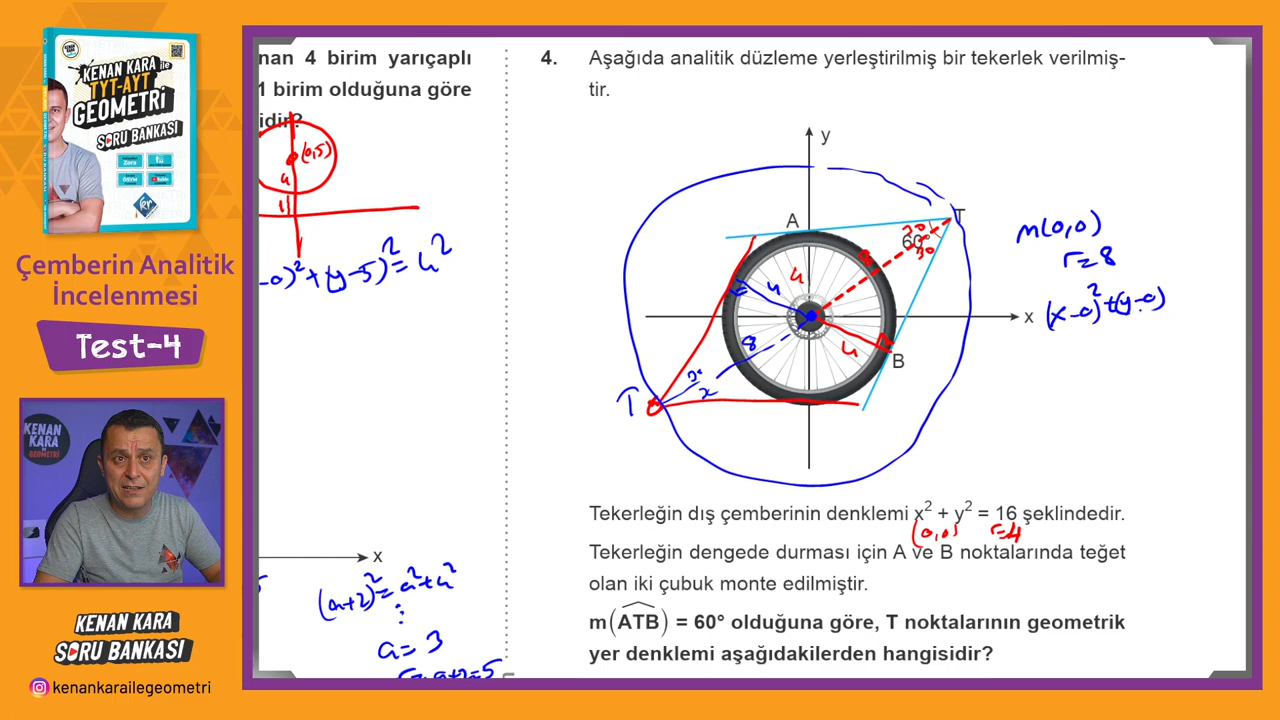 KENAN KARA ile
TYT-AYT
GEOMETRİ
SORU BANKASI
Çemberin Analitik
İncelenmesi
Test-4
KENAN
KARA
GEOMETRİ
KENAN KARA
SORU BANKASI
kenankarailegeometri
nan 4 birim yarıçaplı
1 birim olduğuna göre
idir?
(0,5)
4
1
-0)² + (y-5)² = 4²
x
(a+2)² = a²+4²
a = 3
4. Aşağıda analitik düzleme yerleştirilmiş bir tekerlek verilmiş-
tir.
y
A
T
30
60°
30
8
4
4
4
B
x
8
30
x
T
M(0,0)
r=8
(x-0)² + (y-0)
Tekerleğin dış çemberinin denklemi x² + y² = 16 şeklindedir.
(0,0) r=4
Tekerleğin dengede durması için A ve B noktalarında teğet
olan iki çubuk monte edilmiştir.
m(ATB) = 60° olduğuna göre, T noktalarının geometrik
yer denklemi aşağıdakilerden hangisidir?